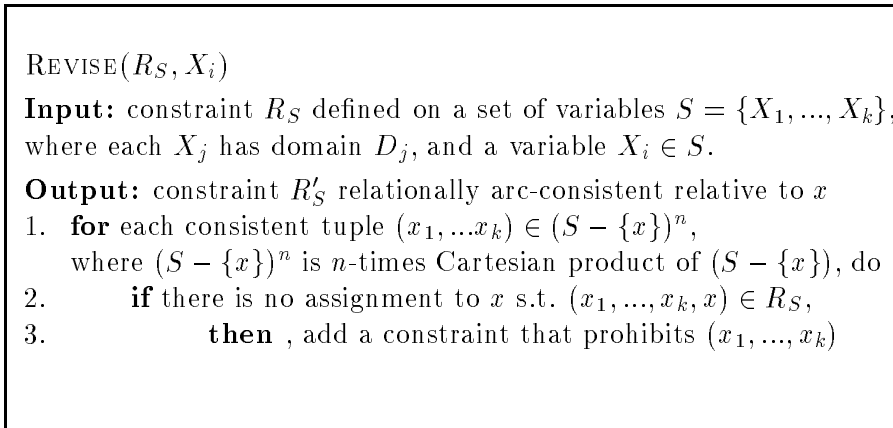 REVISE(R_S, X_i)
Input: constraint R_S defined on a set of variables S = {X_1, ..., X_k},
where each X_j has domain D_j, and a variable X_i ∈ S.
Output: constraint R'_S relationally arc-consistent relative to x
1. for each consistent tuple (x_1, ...x_k) ∈ (S − {x})^n,
where (S − {x})^n is n-times Cartesian product of (S − {x}), do
2. if there is no assignment to x s.t. (x_1, ..., x_k, x) ∈ R_S,
3. then , add a constraint that prohibits (x_1, ..., x_k)